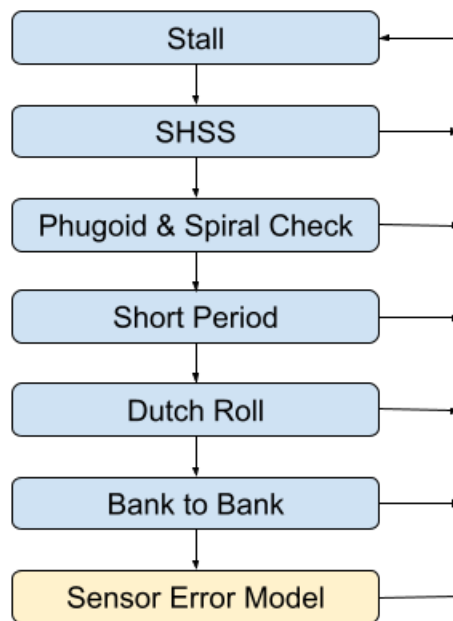 Stall
SHSS
Phugoid & Spiral Check
Short Period
Dutch Roll
Bank to Bank
Sensor Error Model